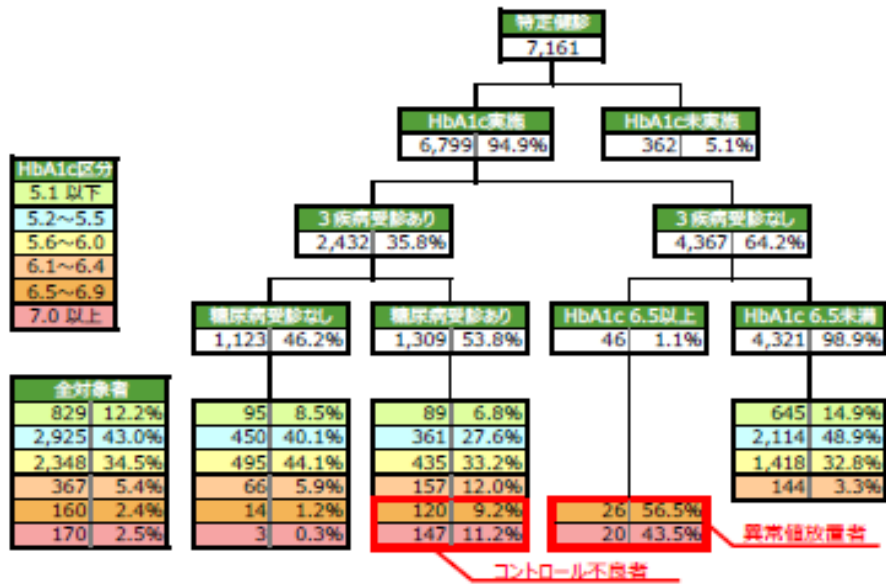 特定健診
7,161
HbA1c実施
6,799 94.9%
HbA1c未実施
362 5.1%
HbA1c区分
5.1 以下
5.2～5.5
5.6～6.0
6.1～6.4
6.5～6.9
7.0 以上
3疾病受診あり
2,432 35.8%
3疾病受診なし
4,367 64.2%
糖尿病受診なし
1,123 46.2%
糖尿病受診あり
1,309 53.8%
HbA1c 6.5以上
46 1.1%
HbA1c 6.5未満
4,321 98.9%
全対象者
829 12.2%
2,925 43.0%
2,348 34.5%
367 5.4%
160 2.4%
170 2.5%
95 8.5%
450 40.1%
495 44.1%
66 5.9%
14 1.2%
3 0.3%
89 6.8%
361 27.6%
435 33.2%
157 12.0%
120 9.2%
147 11.2%
26 56.5%
20 43.5%
645 14.9%
2,114 48.9%
1,418 32.8%
144 3.3%
異常値放置者
コントロール不良者